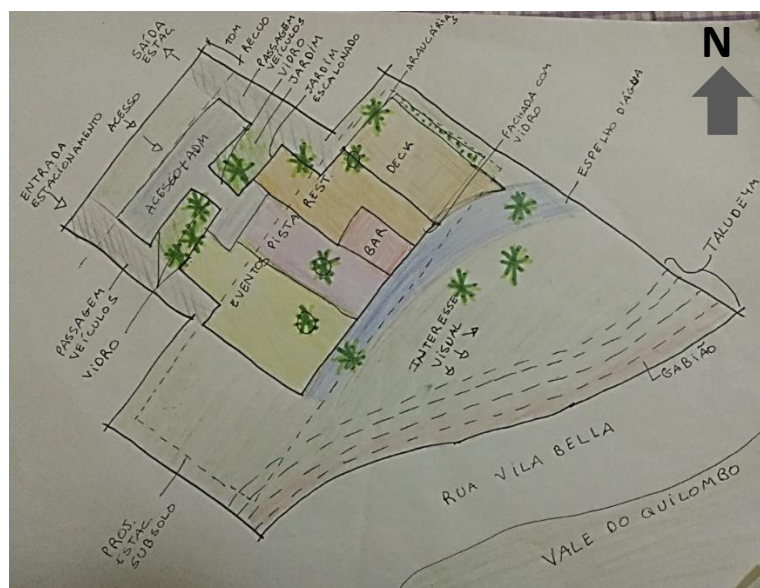 N
SAÍDA
ESTAC.
10M
RECUO
PASSAGEM
VEÍCULOS
VIDRO
JARDIM
JARDIM
ESCALONADO
ARAUCÁRIAS
FACHADA COM
VIDRO
ESPELHO D'ÁGUA
ENTRADA
ESTACIONAMENTO
ACESSO
ACESSO + ADM
DECK
REST.
PISTA
BAR
EVENTOS
TALUDE 4M
PASSAGEM
VEÍCULOS
VIDRO
INTERESSE
VISUAL
GABIÃO
PROJ.
ESTAC.
SUBSOLO
RUA VILA BELLA
VALE DO QUILOMBO